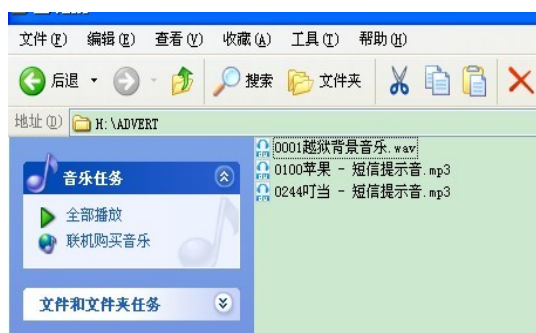 文件(F) 编辑(E) 查看(V) 收藏(A) 工具(T) 帮助(H)
后退 搜索 文件夹
地址(D) H:\ADVERT
音乐任务
全部播放
联机购买音乐
文件和文件夹任务
0001越狱背景音乐.wav
0100苹果 - 短信提示音.mp3
0244叮当 - 短信提示音.mp3